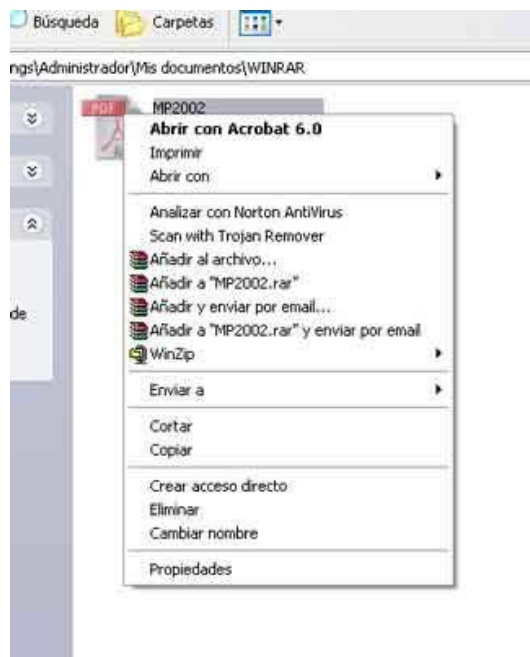 Búsqueda Carpetas
ngs\Administrador\Mis documentos\WINRAR
PDF MP2002
Abrir con Acrobat 6.0
Imprimir
Abrir con
Analizar con Norton AntiVirus
Scan with Trojan Remover
Añadir al archivo...
Añadir a "MP2002.rar"
Añadir y enviar por email...
Añadir a "MP2002.rar" y enviar por email
WinZip
de
Enviar a
Cortar
Copiar
Crear acceso directo
Eliminar
Cambiar nombre
Propiedades